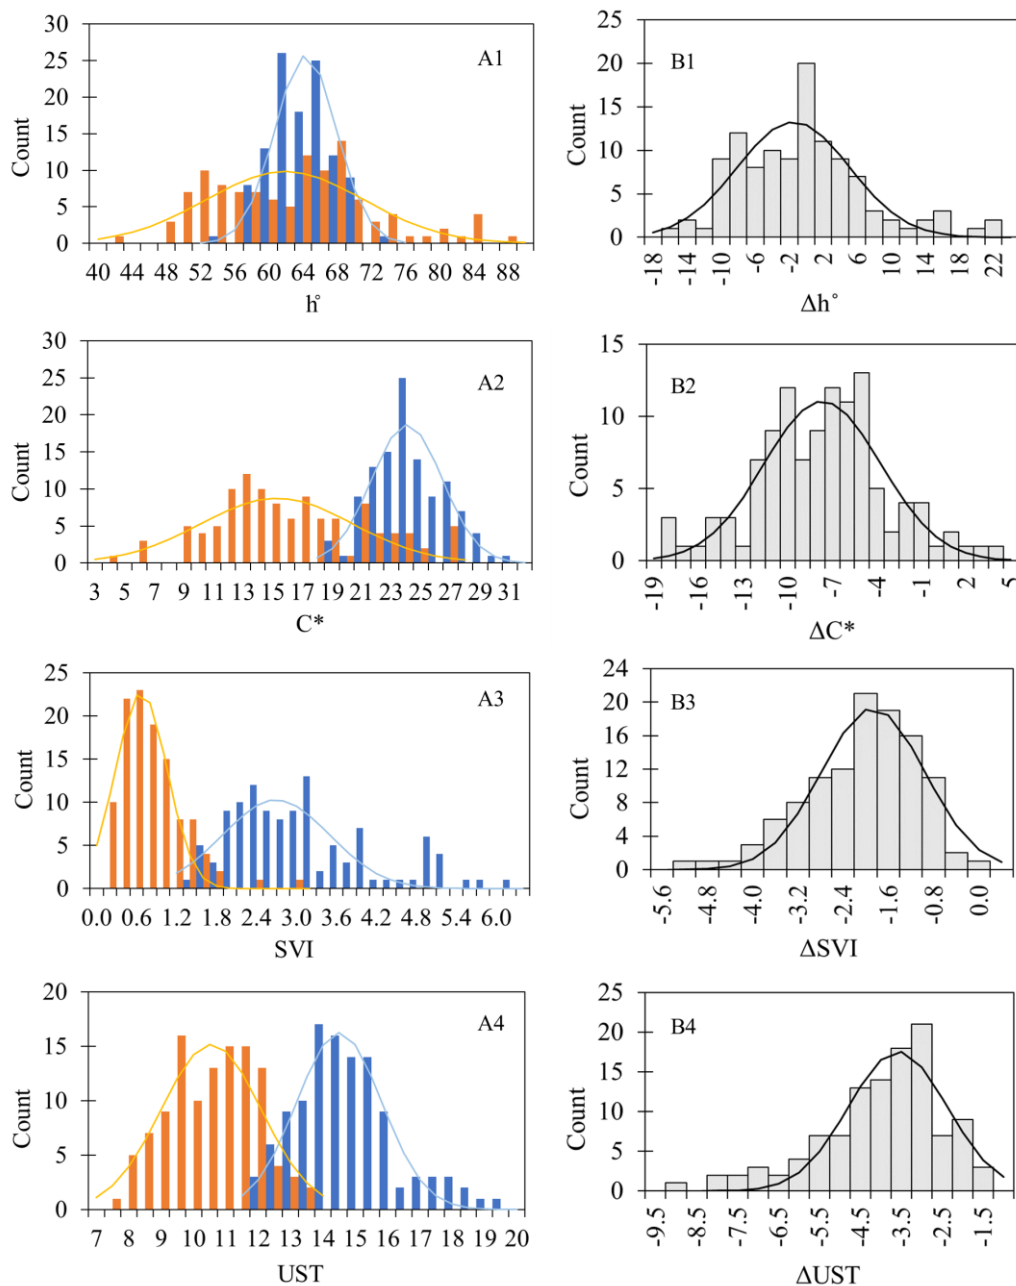 A1
Count
30
25
20
15
10
5
0
40 44 48 52 56 60 64 68 72 76 80 84 88
h°
B1
Count
25
20
15
10
5
0
-18 -14 -10 -6 -2 2 6 10 14 18 22
Δh°
A2
Count
30
25
20
15
10
5
0
3 5 7 9 11 13 15 17 19 21 23 25 27 29 31
C*
B2
Count
15
10
5
0
-19 -16 -13 -10 -7 -4 -1 2 5
ΔC*
A3
Count
25
20
15
10
5
0
0.0 0.6 1.2 1.8 2.4 3.0 3.6 4.2 4.8 5.4 6.0
SVI
B3
Count
24
20
16
12
8
4
0
-5.6 -4.8 -4.0 -3.2 -2.4 -1.6 -0.8 0.0
ΔSVI
A4
Count
20
15
10
5
0
7 8 9 10 11 12 13 14 15 16 17 18 19 20
UST
B4
Count
25
20
15
10
5
0
-9.5 -8.5 -7.5 -6.5 -5.5 -4.5 -3.5 -2.5 -1.5
ΔUST